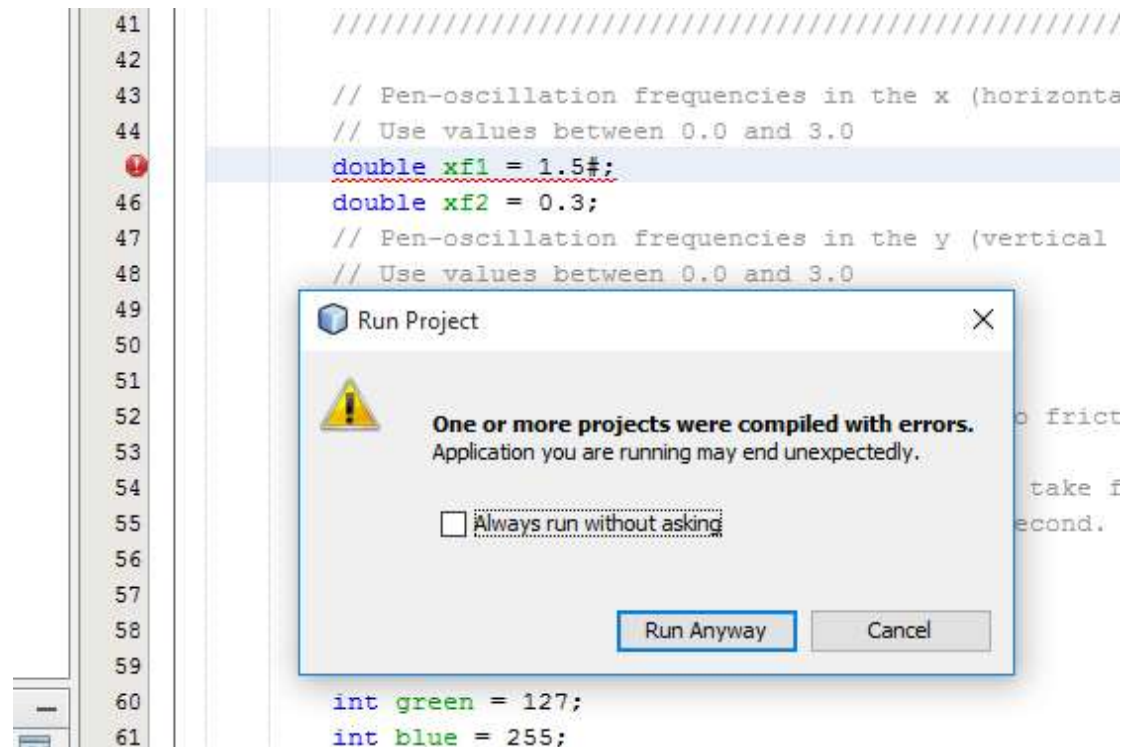 41 ////////////////////////////////////////////////////////
42
43 // Pen-oscillation frequencies in the x (horizonta
44 // Use values between 0.0 and 3.0
double xf1 = 1.5#;
46 double xf2 = 0.3;
47 // Pen-oscillation frequencies in the y (vertical
48 // Use values between 0.0 and 3.0
49
50
51
52 o frict
53
54 take f
55 econd.
56
57
58
59
60 int green = 127;
61 int blue = 255;
Run Project
One or more projects were compiled with errors.
Application you are running may end unexpectedly.
Always run without asking
Run Anyway Cancel